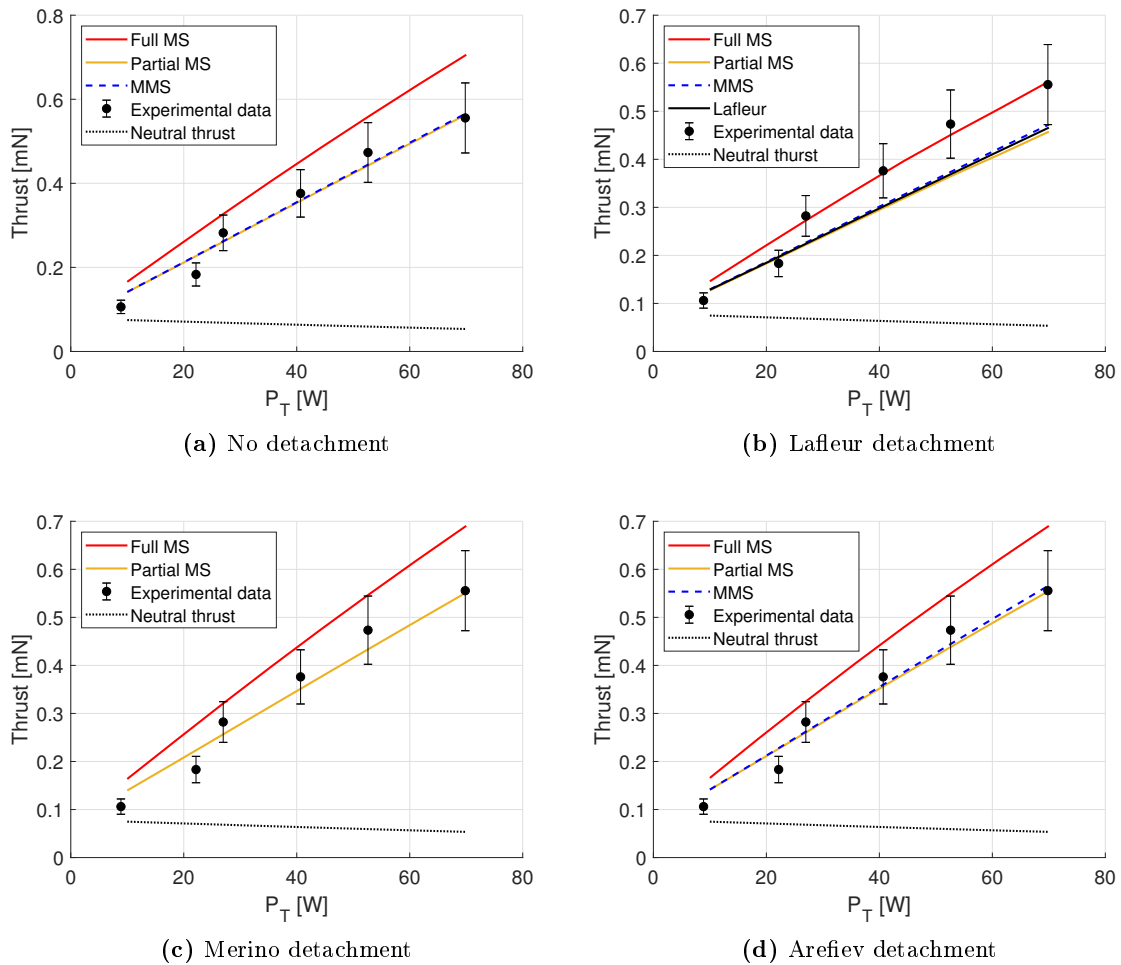 0.8
0.6
0.4
0.2
0
Thrust [mN]
Full MS
Partial MS
MMS
Experimental data
Neutral thrust
0 20 40 60 80
P_T [W]
(a) No detachment
0.7
0.6
0.5
0.4
0.3
0.2
0.1
0
Thrust [mN]
Full MS
Partial MS
MMS
Lafleur
Experimental data
Neutral thurst
0 20 40 60 80
P_T [W]
(b) Lafleur detachment
0.7
0.6
0.5
0.4
0.3
0.2
0.1
0
Thrust [mN]
Full MS
Partial MS
Experimental data
Neutral thrust
0 20 40 60 80
P_T [W]
(c) Merino detachment
0.7
0.6
0.5
0.4
0.3
0.2
0.1
0
Thrust [mN]
Full MS
Partial MS
MMS
Experimental data
Neutral thrust
0 20 40 60 80
P_T [W]
(d) Arefiev detachment